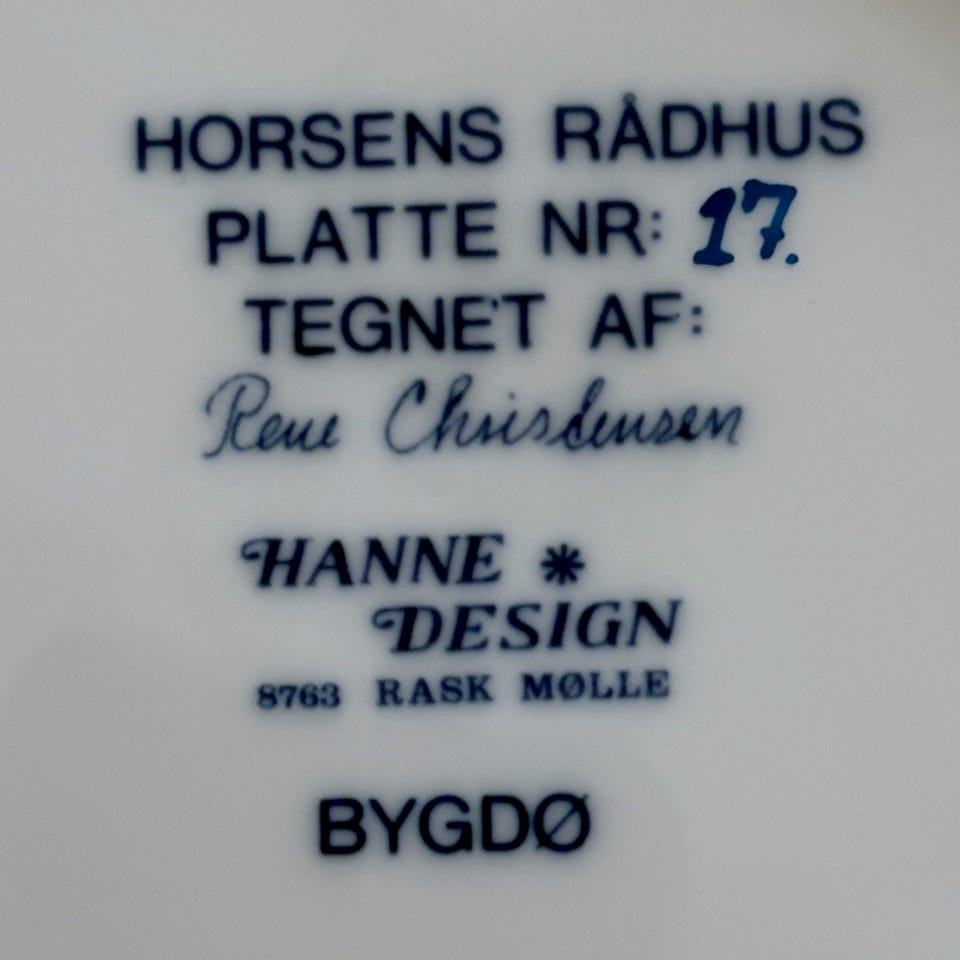 HORSENS RÅDHUS
PLATTE NR: 17.
TEGNET AF:
Rene Christensen
HANNE *
DESIGN
8763 RASK MØLLE
BYGDØ